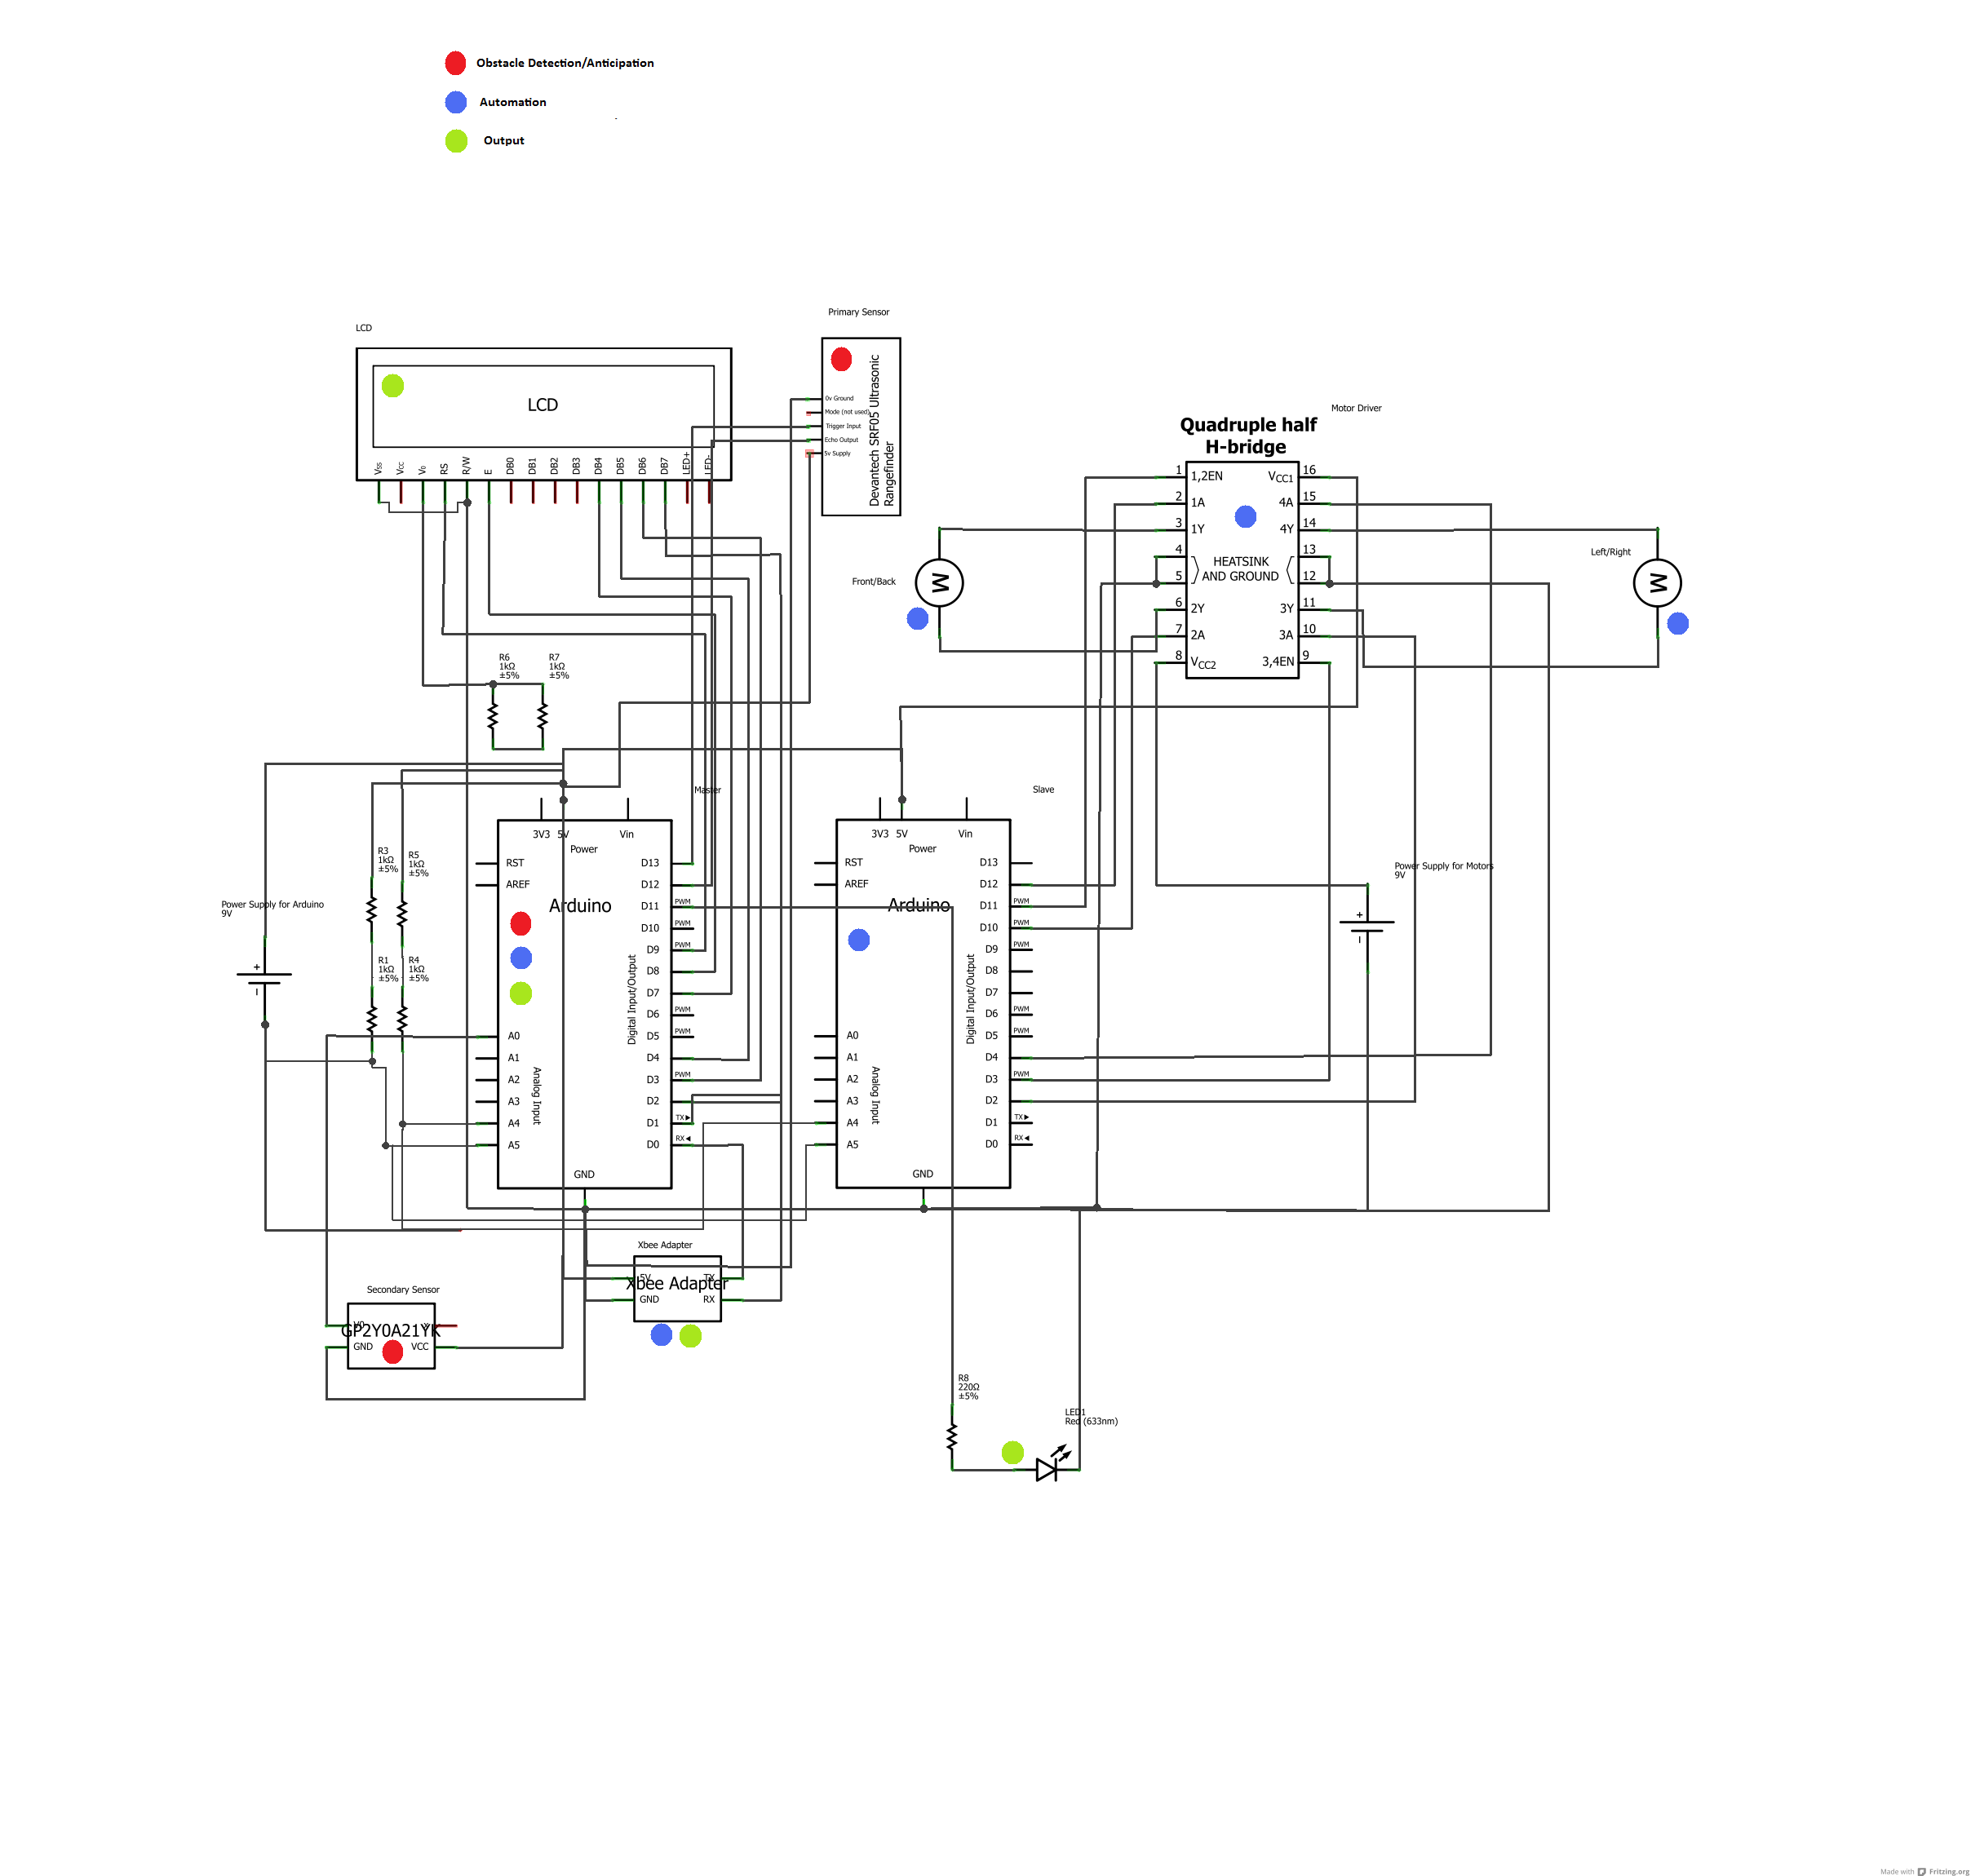 Obstacle Detection/Anticipation
Automation
Output
Primary Sensor
LCD
LCD
Vss
Vcc
V0
RS
R/W
E
DB0
DB1
DB2
DB3
DB4
DB5
DB6
DB7
LED+
LED-
0v Ground
Mode (not used)
Trigger Input
Echo Output
5v Supply
Devantech SRF05 Ultrasonic
Rangefinder
Motor Driver
Quadruple half
H-bridge
1 1,2EN VCC1 16
2 1A 4A 15
3 1Y 4Y 14
4 13
HEATSINK
AND GROUND
5 12
6 2Y 3Y 11
7 2A 3A 10
8 VCC2 3,4EN 9
Front/Back
M
Left/Right
M
R6
1kΩ
±5%
R7
1kΩ
±5%
Master
3V3 5V Vin
Power
RST D13
AREF D12
Arduino
D11 PWM
D10 PWM
D9 PWM
D8
D7
D6 PWM
A0 D5 PWM
A1 D4
A2 D3 PWM
A3 D2
A4 D1 TX
A5 D0 RX
Digital Input/Output
Analog Input
GND
Slave
3V3 5V Vin
Power
RST D13
AREF D12
Arduino
D11 PWM
D10 PWM
D9 PWM
D8
D7
D6 PWM
A0 D5 PWM
A1 D4
A2 D3 PWM
A3 D2
A4 D1 TX
A5 D0 RX
Digital Input/Output
Analog Input
GND
R3
1kΩ
±5%
R5
1kΩ
±5%
R1
1kΩ
±5%
R4
1kΩ
±5%
Power Supply for Arduino
9V
+
−
Power Supply for Motors
9V
+
−
Xbee Adapter
Xbee Adapter
5V TX
GND RX
Secondary Sensor
GP2Y0A21YK
GND VCC
R8
220Ω
±5%
LED1
Red (633nm)
Made with Fritzing.org